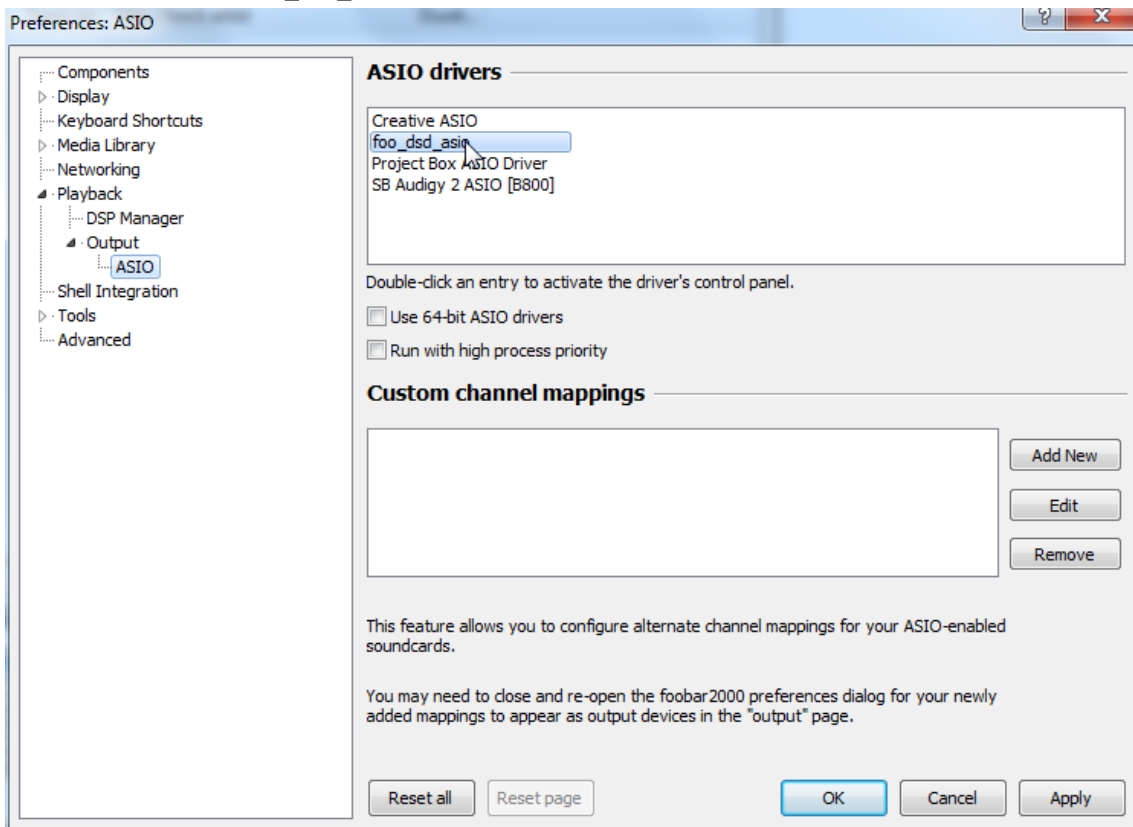 Preferences: ASIO
Components
Display
Keyboard Shortcuts
Media Library
Networking
Playback
DSP Manager
Output
ASIO
Shell Integration
Tools
Advanced
ASIO drivers
Creative ASIO
foo_dsd_asio
Project Box ASIO Driver
SB Audigy 2 ASIO [B800]
Double-click an entry to activate the driver's control panel.
Use 64-bit ASIO drivers
Run with high process priority
Custom channel mappings
Add New
Edit
Remove
This feature allows you to configure alternate channel mappings for your ASIO-enabled
soundcards.
You may need to close and re-open the foobar2000 preferences dialog for your newly
added mappings to appear as output devices in the "output" page.
Reset all
Reset page
OK
Cancel
Apply